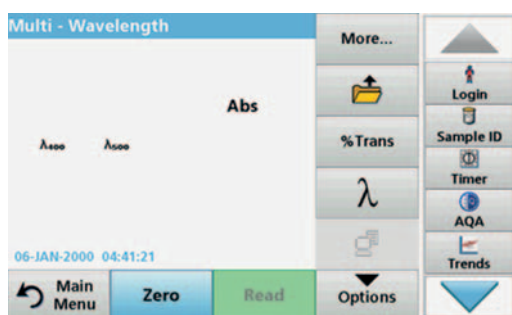 Multi - Wavelength
More...
Login
Abs
Sample ID
%Trans
λ400 λ500
Timer
λ
AQA
06-JAN-2000 04:41:21
Trends
Main
Menu
Zero
Read
Options